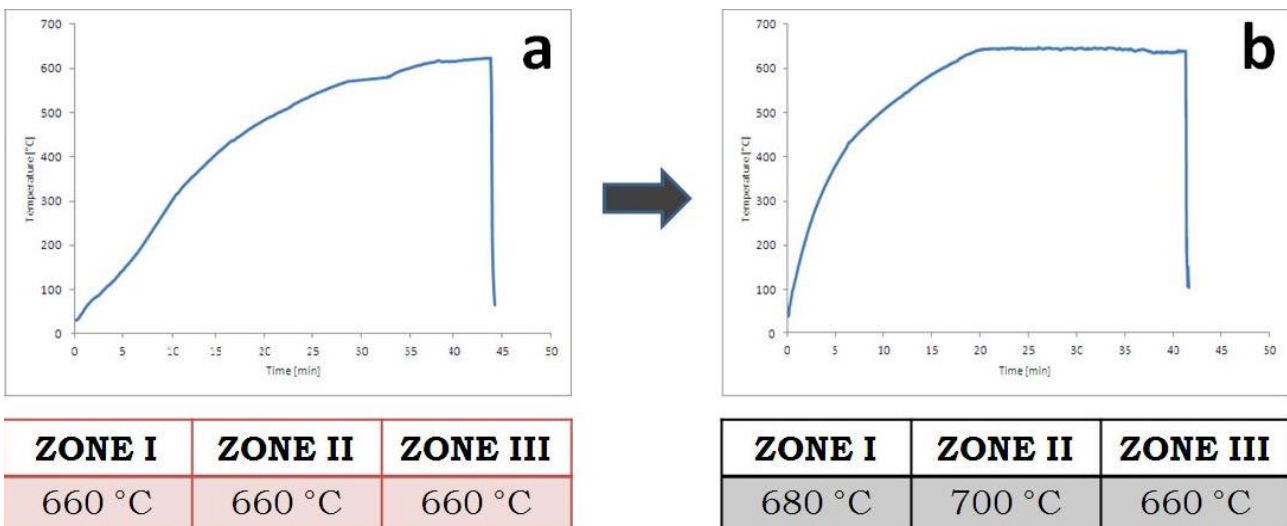 a
700
600
500
400
300
200
100
0
Temperature [°C]
0 5 1C 15 2C 25 30 35 40 45 50
Time [min]
b
700
600
500
400
300
200
100
0
Temperature [°C]
0 5 10 15 20 25 30 35 40 45 50
Time [min]
ZONE I ZONE II ZONE III
660 °C 660 °C 660 °C
ZONE I ZONE II ZONE III
680 °C 700 °C 660 °C